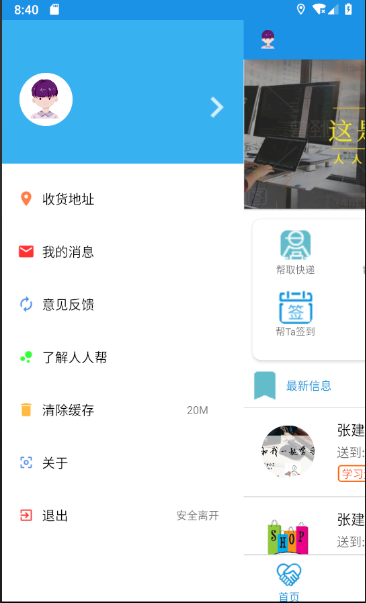 8:40
这是
人人
帮取快递
签
帮Ta签到
收货地址
我的消息
意见反馈
了解人人帮
清除缓存 20M
关于
退出 安全离开
最新信息
张建
送到:
学习
张建
SHOP
送到:
首页